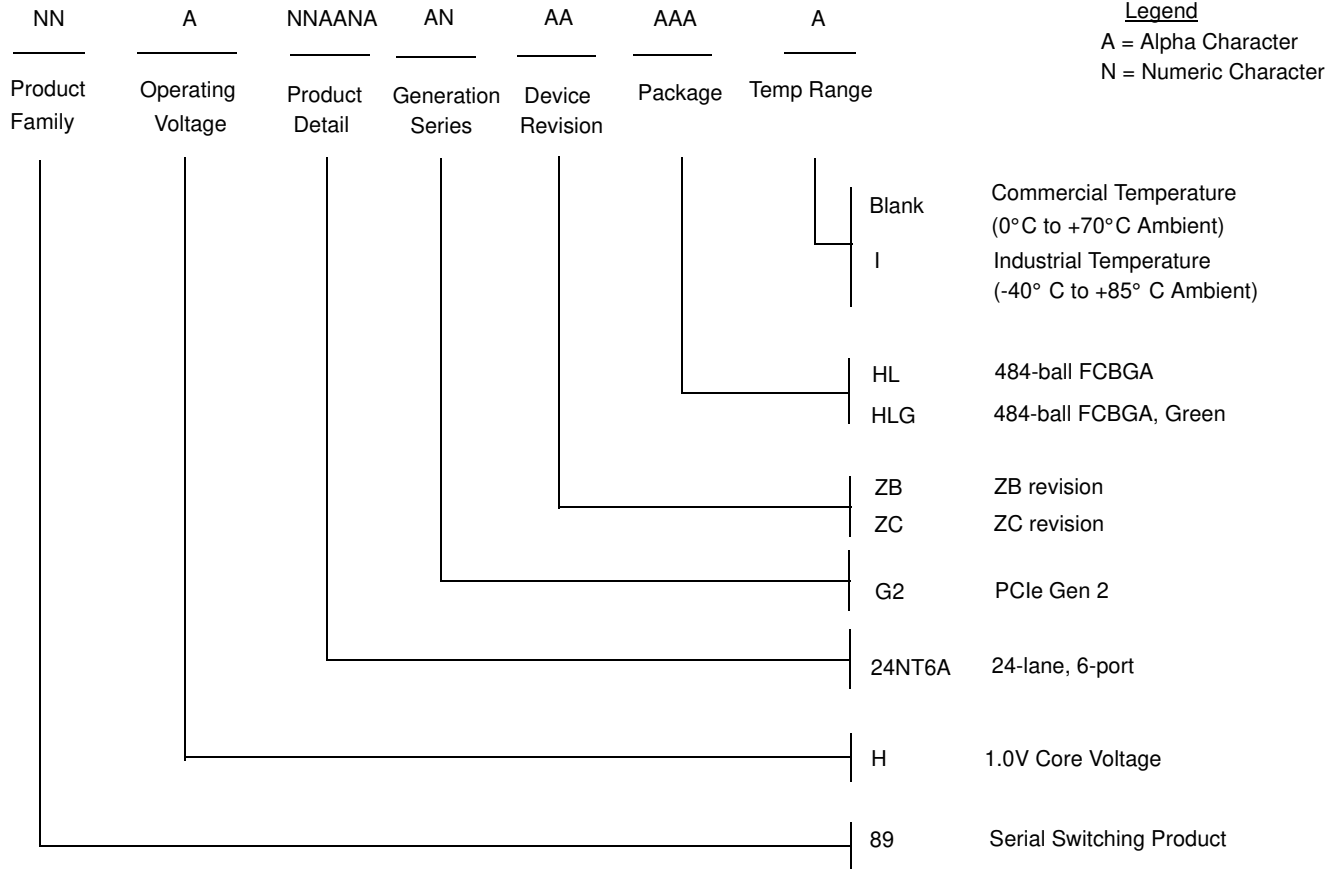 NN A NNAANA AN AA AAA A
Legend
A = Alpha Character
N = Numeric Character
Product Family
Operating Voltage
Product Detail
Generation Series
Device Revision
Package
Temp Range
Blank Commercial Temperature
(0°C to +70°C Ambient)
I Industrial Temperature
(-40° C to +85° C Ambient)
HL 484-ball FCBGA
HLG 484-ball FCBGA, Green
ZB ZB revision
ZC ZC revision
G2 PCIe Gen 2
24NT6A 24-lane, 6-port
H 1.0V Core Voltage
89 Serial Switching Product